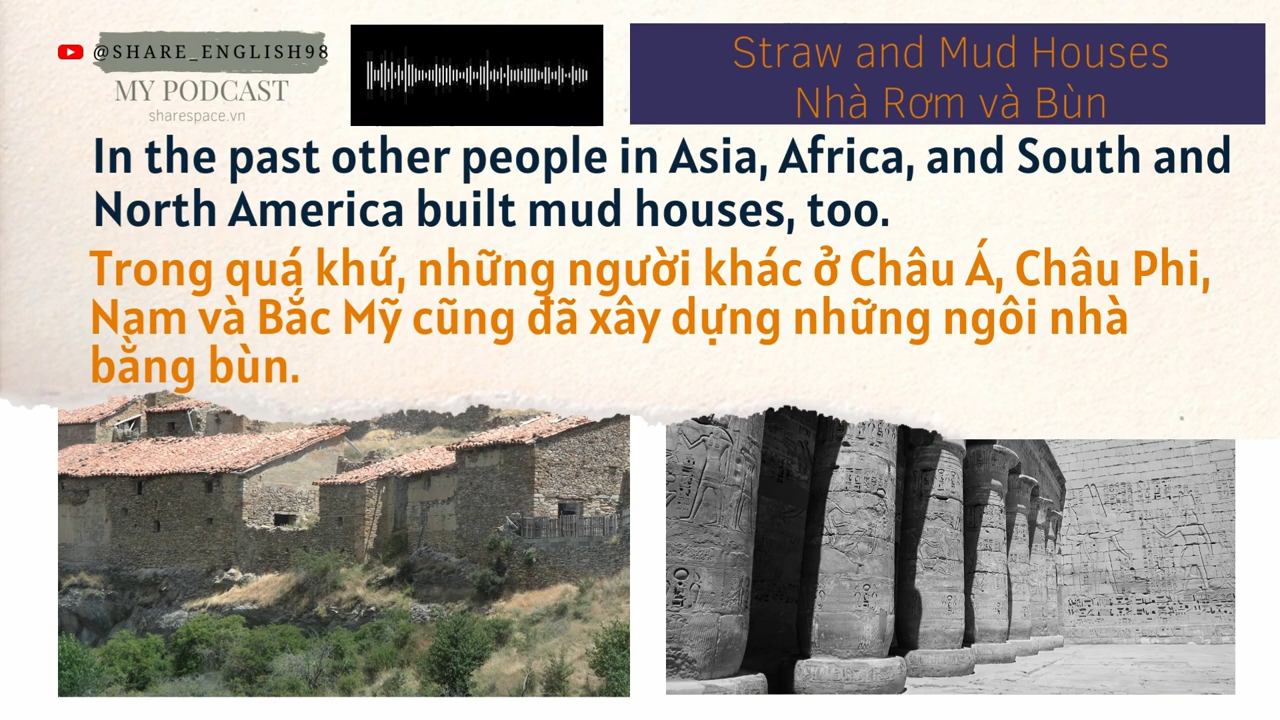 @SHARE_ENGLISH98
MY PODCAST
sharespace.vn
Straw and Mud Houses
Nhà Rơm và Bùn
In the past other people in Asia, Africa, and South and
North America built mud houses, too.
Trong quá khứ, những người khác ở Châu Á, Châu Phi,
Nam và Bắc Mỹ cũng đã xây dựng những ngôi nhà
bằng bùn.